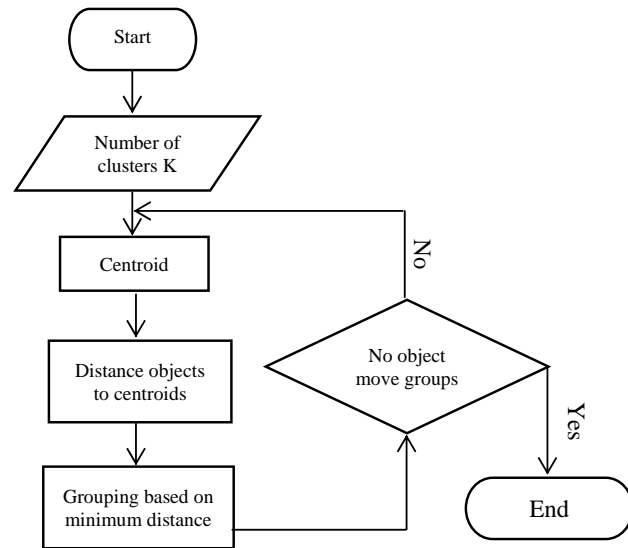 Start
Number of
clusters K
Centroid
Distance objects
to centroids
Grouping based on
minimum distance
No object
move groups
No
Yes
End